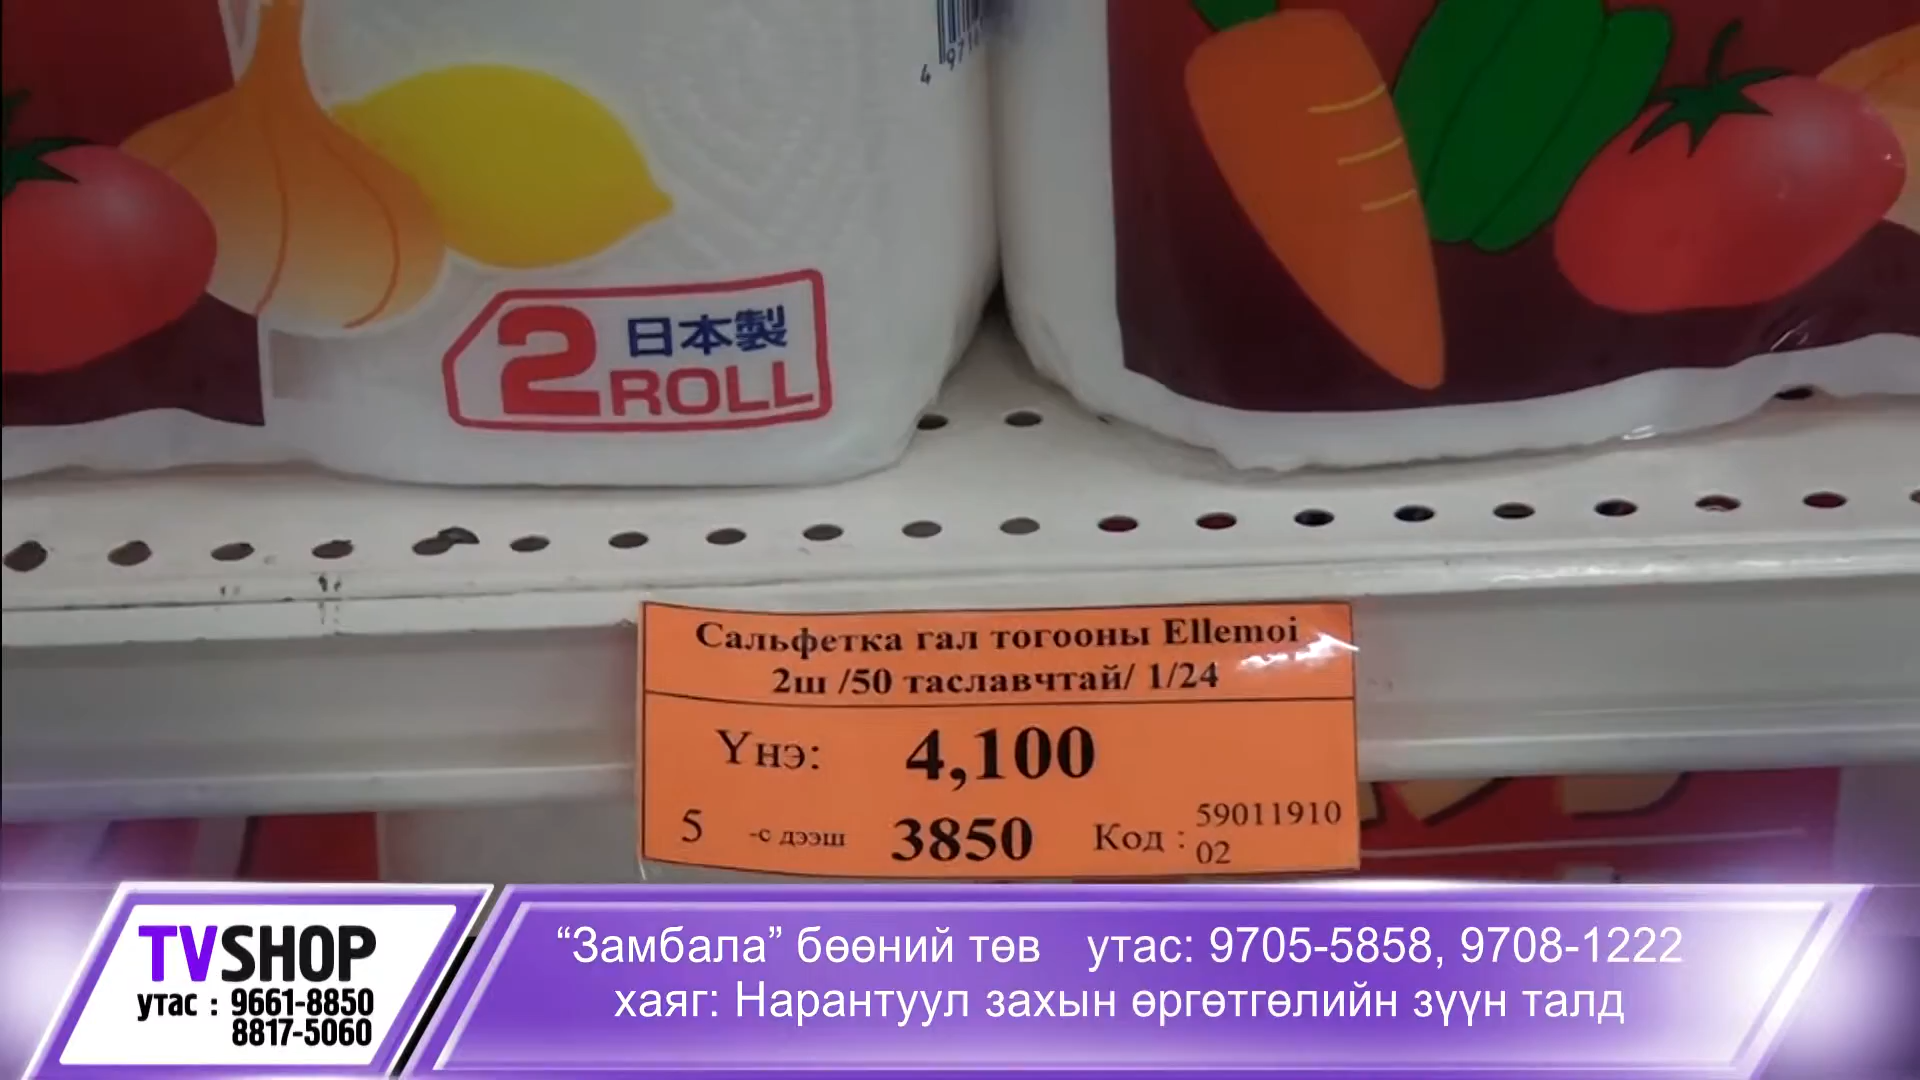 4 971
2 日本製
ROLL
Сальфетка гал тогооны Ellemoi
2ш /50 таславчтай/ 1/24
Үнэ: 4,100
5 -с дээш 3850 Код : 59011910
02
TVSHOP
утас : 9661-8850
8817-5060
“Замбала” бөөний төв утас: 9705-5858, 9708-1222
хаяг: Нарантуул захын өргөтгөлийн зүүн талд